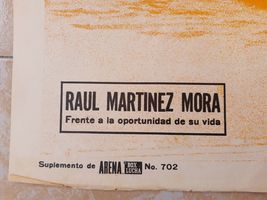 RAUL MARTINEZ MORA
Frente a la oportunidad de su vida
Suplemento de ARENA BOX LUCHA No. 702